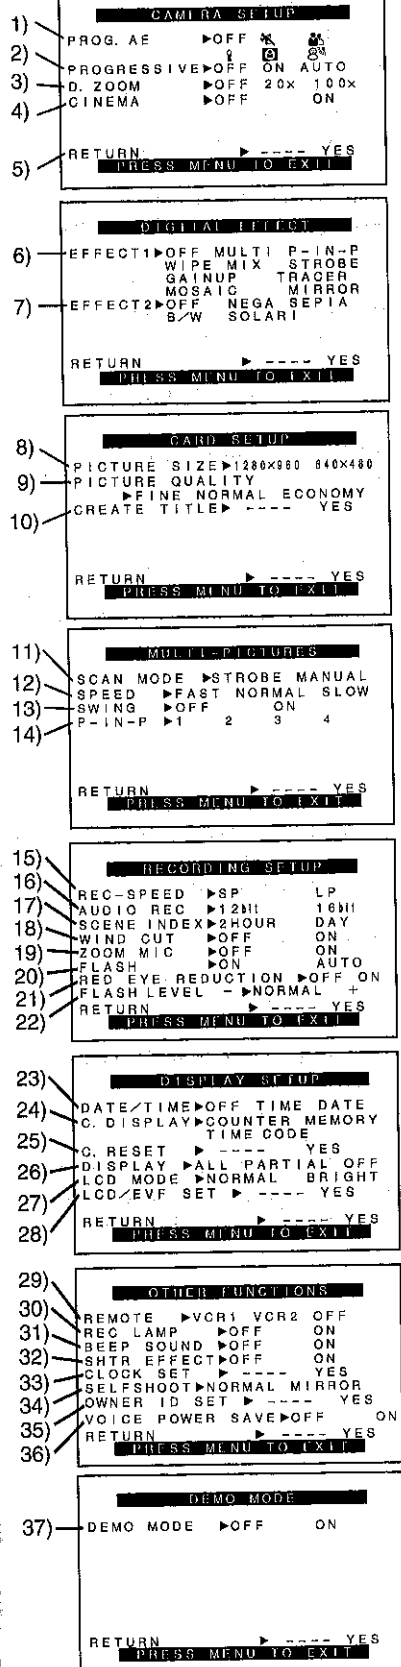 CAMERA SETUP
1) PROG. AE ▶OFF
2) PROGRESSIVE▶OFF ON AUTO
3) D. ZOOM ▶OFF 20x 100x
4) CINEMA ▶OFF ON
5) RETURN ▶ ---- YES
PRESS MENU TO EXIT
DIGITAL EFFECT
6) EFFECT1▶OFF MULTI P-IN-P
WIPE MIX STROBE
GAINUP TRACER
MOSAIC MIRROR
7) EFFECT2▶OFF NEGA SEPIA
B/W SOLARI
RETURN ▶ ---- YES
PRESS MENU TO EXIT
CARD SETUP
8) PICTURE SIZE▶1280×960 640×480
9) PICTURE QUALITY
▶FINE NORMAL ECONOMY
10) CREATE TITLE▶ ---- YES
RETURN ▶ ---- YES
PRESS MENU TO EXIT
MULTI-PICTURES
11) SCAN MODE ▶STROBE MANUAL
12) SPEED ▶FAST NORMAL SLOW
13) SWING ▶OFF ON
14) P-IN-P ▶1 2 3 4
RETURN ▶ ---- YES
PRESS MENU TO EXIT
RECORDING SETUP
15) REC-SPEED ▶SP LP
16) AUDIO REC ▶12bit 16bit
17) SCENE INDEX▶2HOUR DAY
18) WIND CUT ▶OFF ON
19) ZOOM MIC ▶OFF ON
20) FLASH ▶ON AUTO
21) RED EYE REDUCTION ▶OFF ON
22) FLASH LEVEL - ▶NORMAL +
RETURN ▶ ---- YES
PRESS MENU TO EXIT
DISPLAY SETUP
23) DATE/TIME▶OFF TIME DATE
24) C. DISPLAY▶COUNTER MEMORY
TIME CODE
25) C. RESET ▶ ---- YES
26) DISPLAY ▶ALL PARTIAL OFF
27) LCD MODE ▶NORMAL BRIGHT
28) LCD/EVF SET ▶ ---- YES
RETURN ▶ ---- YES
PRESS MENU TO EXIT
OTHER FUNCTIONS
29) REMOTE ▶VCR1 VCR2 OFF
30) REC LAMP ▶OFF ON
31) BEEP SOUND ▶OFF ON
32) SHTR EFFECT▶OFF ON
33) CLOCK SET ▶ ---- YES
34) SELFSHOOT▶NORMAL MIRROR
35) OWNER ID SET ▶ ---- YES
36) VOICE POWER SAVE▶OFF ON
RETURN ▶ ---- YES
PRESS MENU TO EXIT
DEMO MODE
37) DEMO MODE ▶OFF ON
RETURN ▶ ---- YES
PRESS MENU TO EXIT